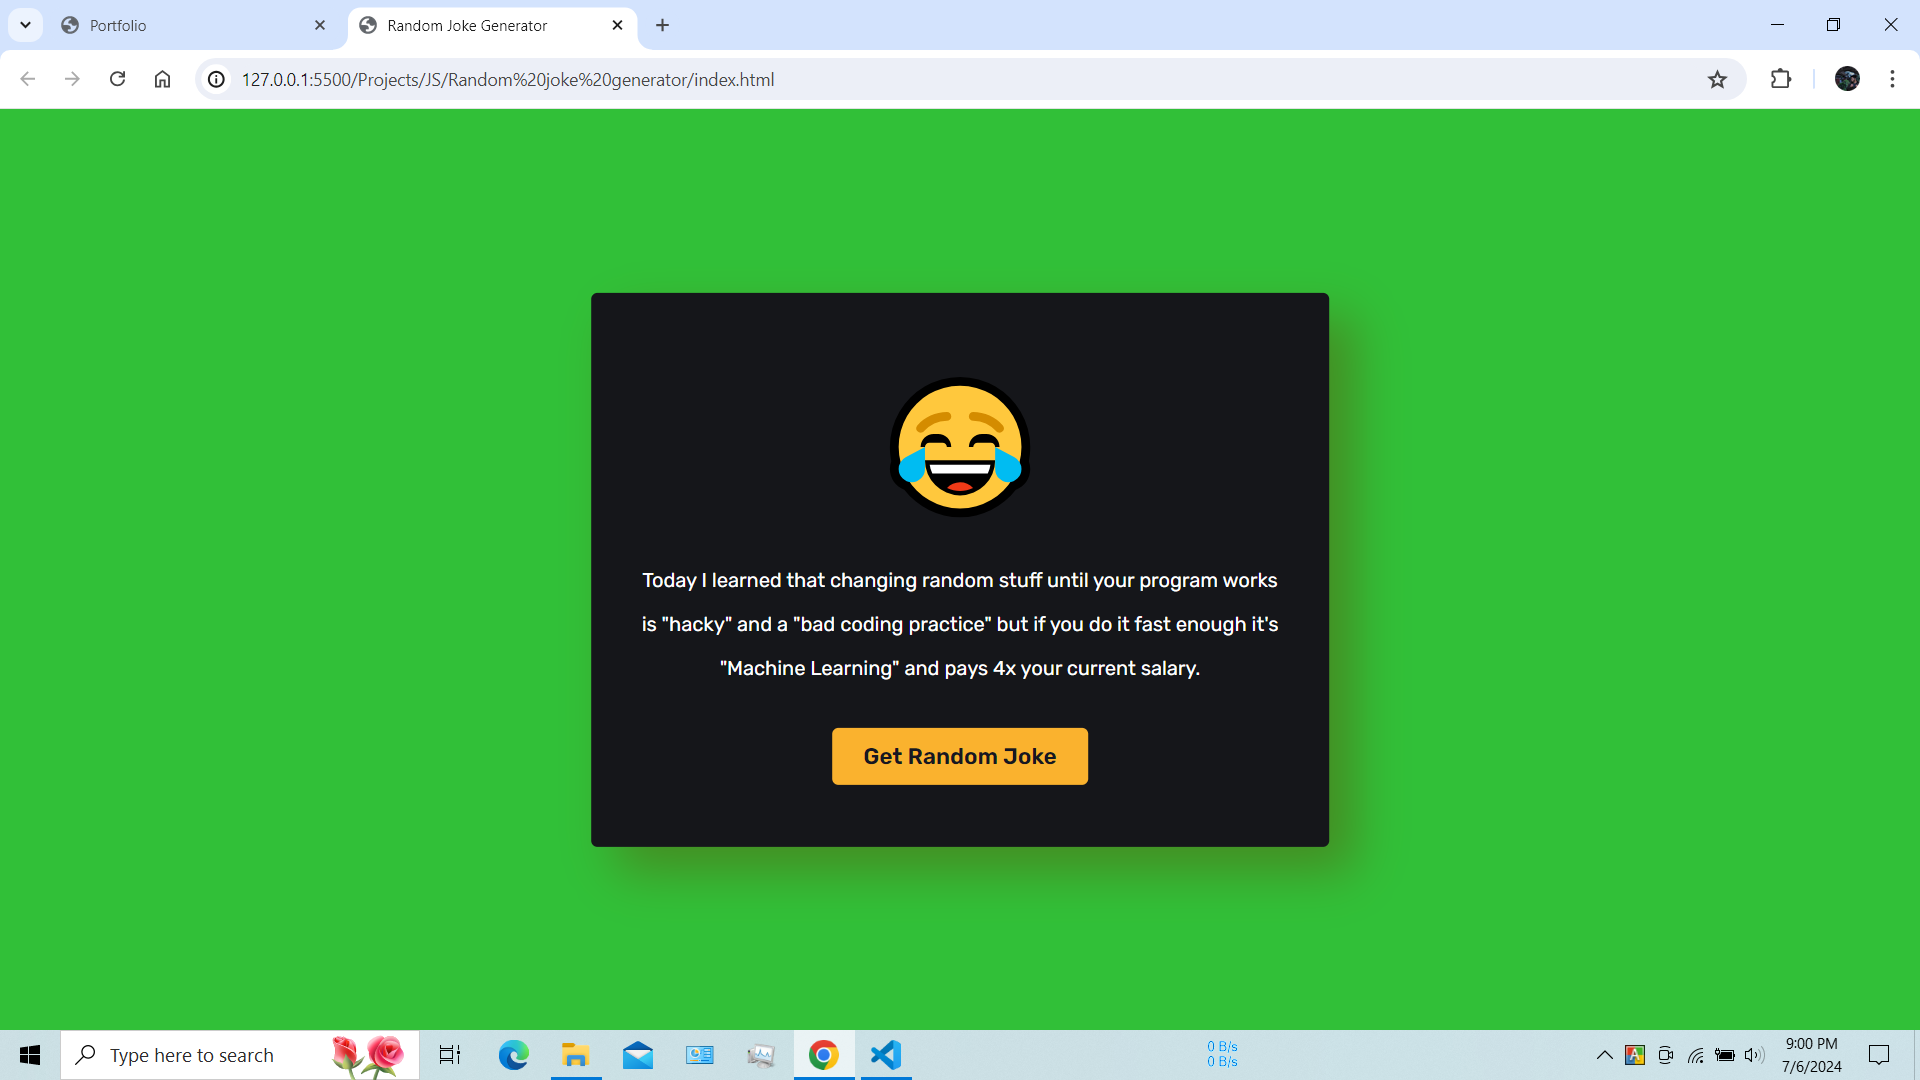 Portfolio
Random Joke Generator
127.0.0.1:5500/Projects/JS/Random%20joke%20generator/index.html
Today I learned that changing random stuff until your program works
is "hacky" and a "bad coding practice" but if you do it fast enough it's
"Machine Learning" and pays 4x your current salary.
Get Random Joke
Type here to search
0 B/s
0 B/s
A
9:00 PM
7/6/2024